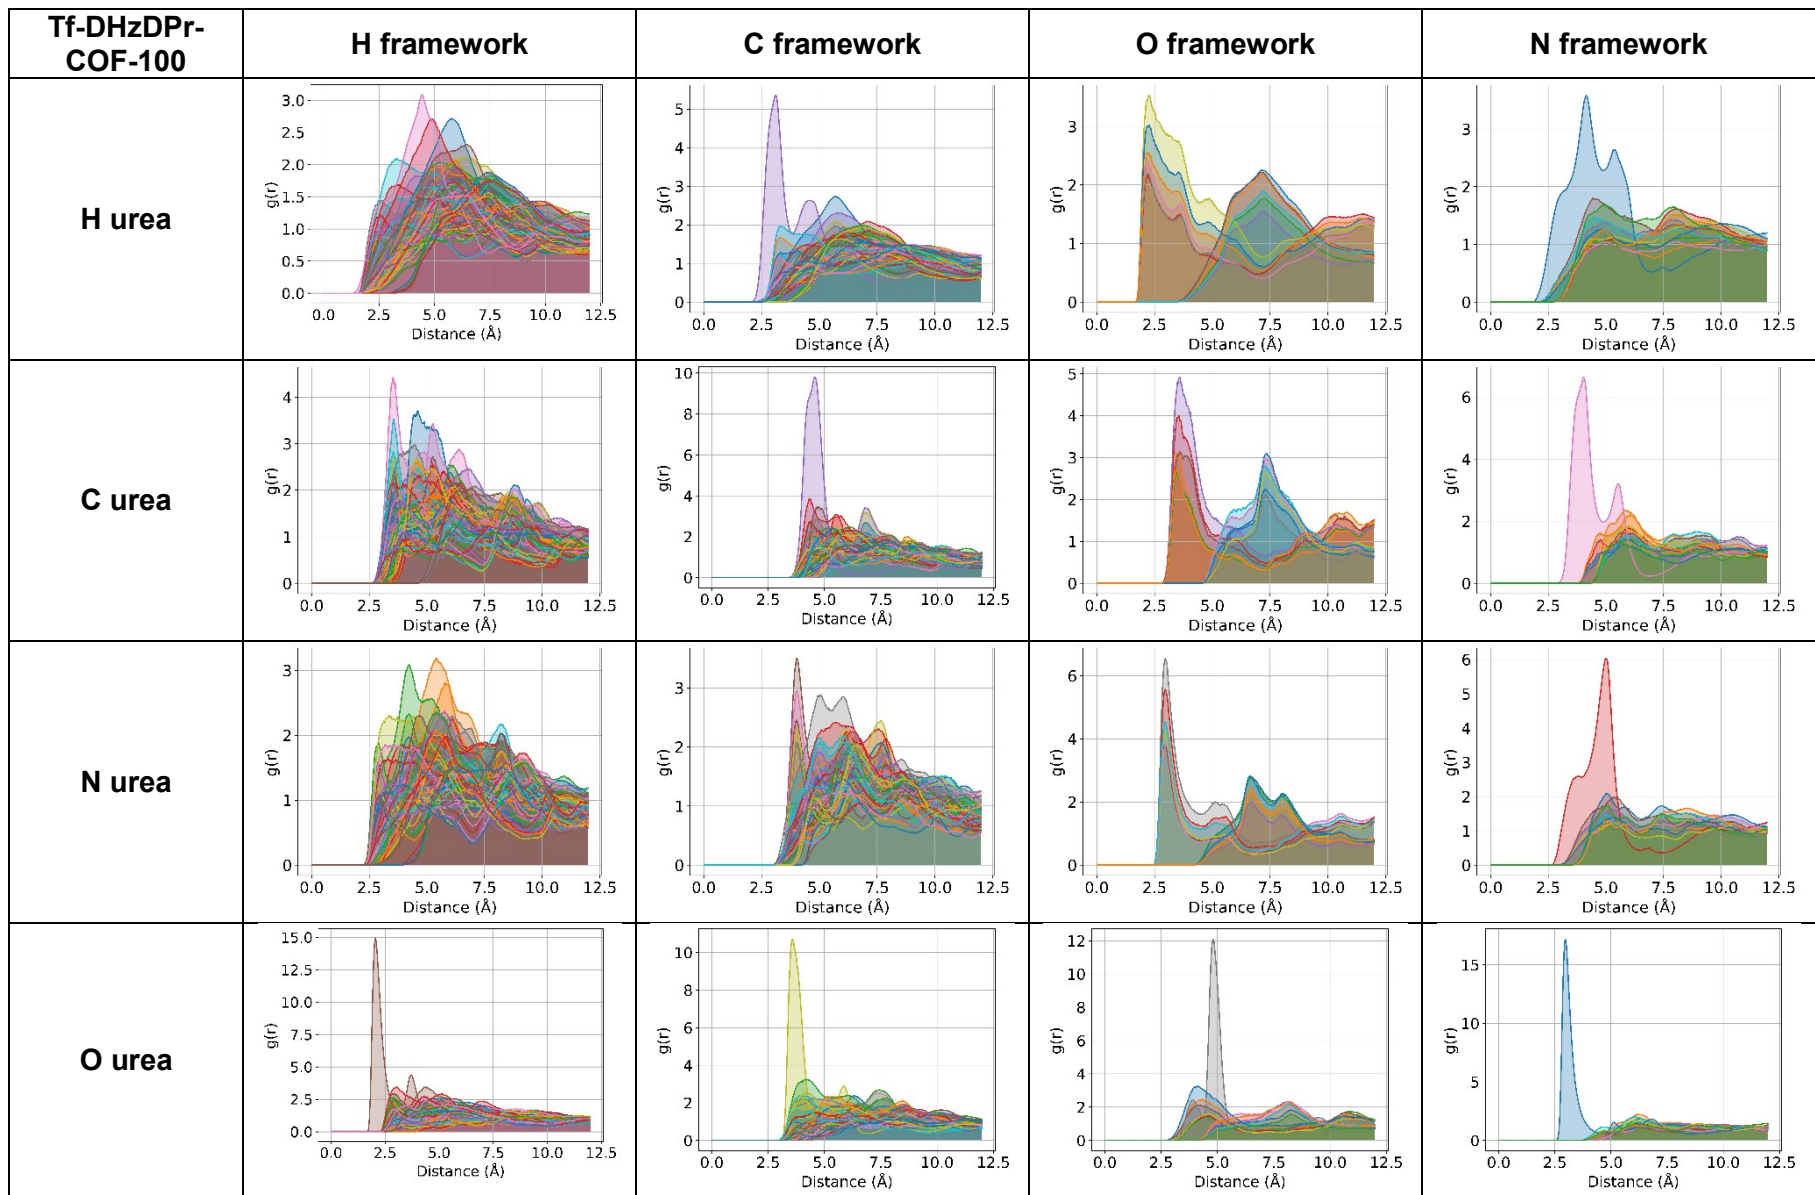 Tf-DHzDPr-
COF-100
H framework
C framework
O framework
N framework
H urea
g(r)
3.0
2.5
2.0
1.5
1.0
0.5
0.0
0.0 2.5 5.0 7.5 10.0 12.5
Distance (Å)
g(r)
5
4
3
2
1
0
0.0 2.5 5.0 7.5 10.0 12.5
Distance (Å)
g(r)
3
2
1
0
0.0 2.5 5.0 7.5 10.0 12.5
Distance (Å)
g(r)
3
2
1
0
0.0 2.5 5.0 7.5 10.0 12.5
Distance (Å)
C urea
g(r)
4
3
2
1
0
0.0 2.5 5.0 7.5 10.0 12.5
Distance (Å)
g(r)
10
8
6
4
2
0
0.0 2.5 5.0 7.5 10.0 12.5
Distance (Å)
g(r)
5
4
3
2
1
0
0.0 2.5 5.0 7.5 10.0 12.5
Distance (Å)
g(r)
6
4
2
0
0.0 2.5 5.0 7.5 10.0 12.5
Distance (Å)
N urea
g(r)
3
2
1
0
0.0 2.5 5.0 7.5 10.0 12.5
Distance (Å)
g(r)
3
2
1
0
0.0 2.5 5.0 7.5 10.0 12.5
Distance (Å)
g(r)
6
4
2
0
0.0 2.5 5.0 7.5 10.0 12.5
Distance (Å)
g(r)
6
5
4
3
2
1
0
0.0 2.5 5.0 7.5 10.0 12.5
Distance (Å)
O urea
g(r)
15.0
12.5
10.0
7.5
5.0
2.5
0.0
0.0 2.5 5.0 7.5 10.0 12.5
Distance (Å)
g(r)
10
8
6
4
2
0
0.0 2.5 5.0 7.5 10.0 12.5
Distance (Å)
g(r)
12
10
8
6
4
2
0
0.0 2.5 5.0 7.5 10.0 12.5
Distance (Å)
g(r)
15
10
5
0
0.0 2.5 5.0 7.5 10.0 12.5
Distance (Å)